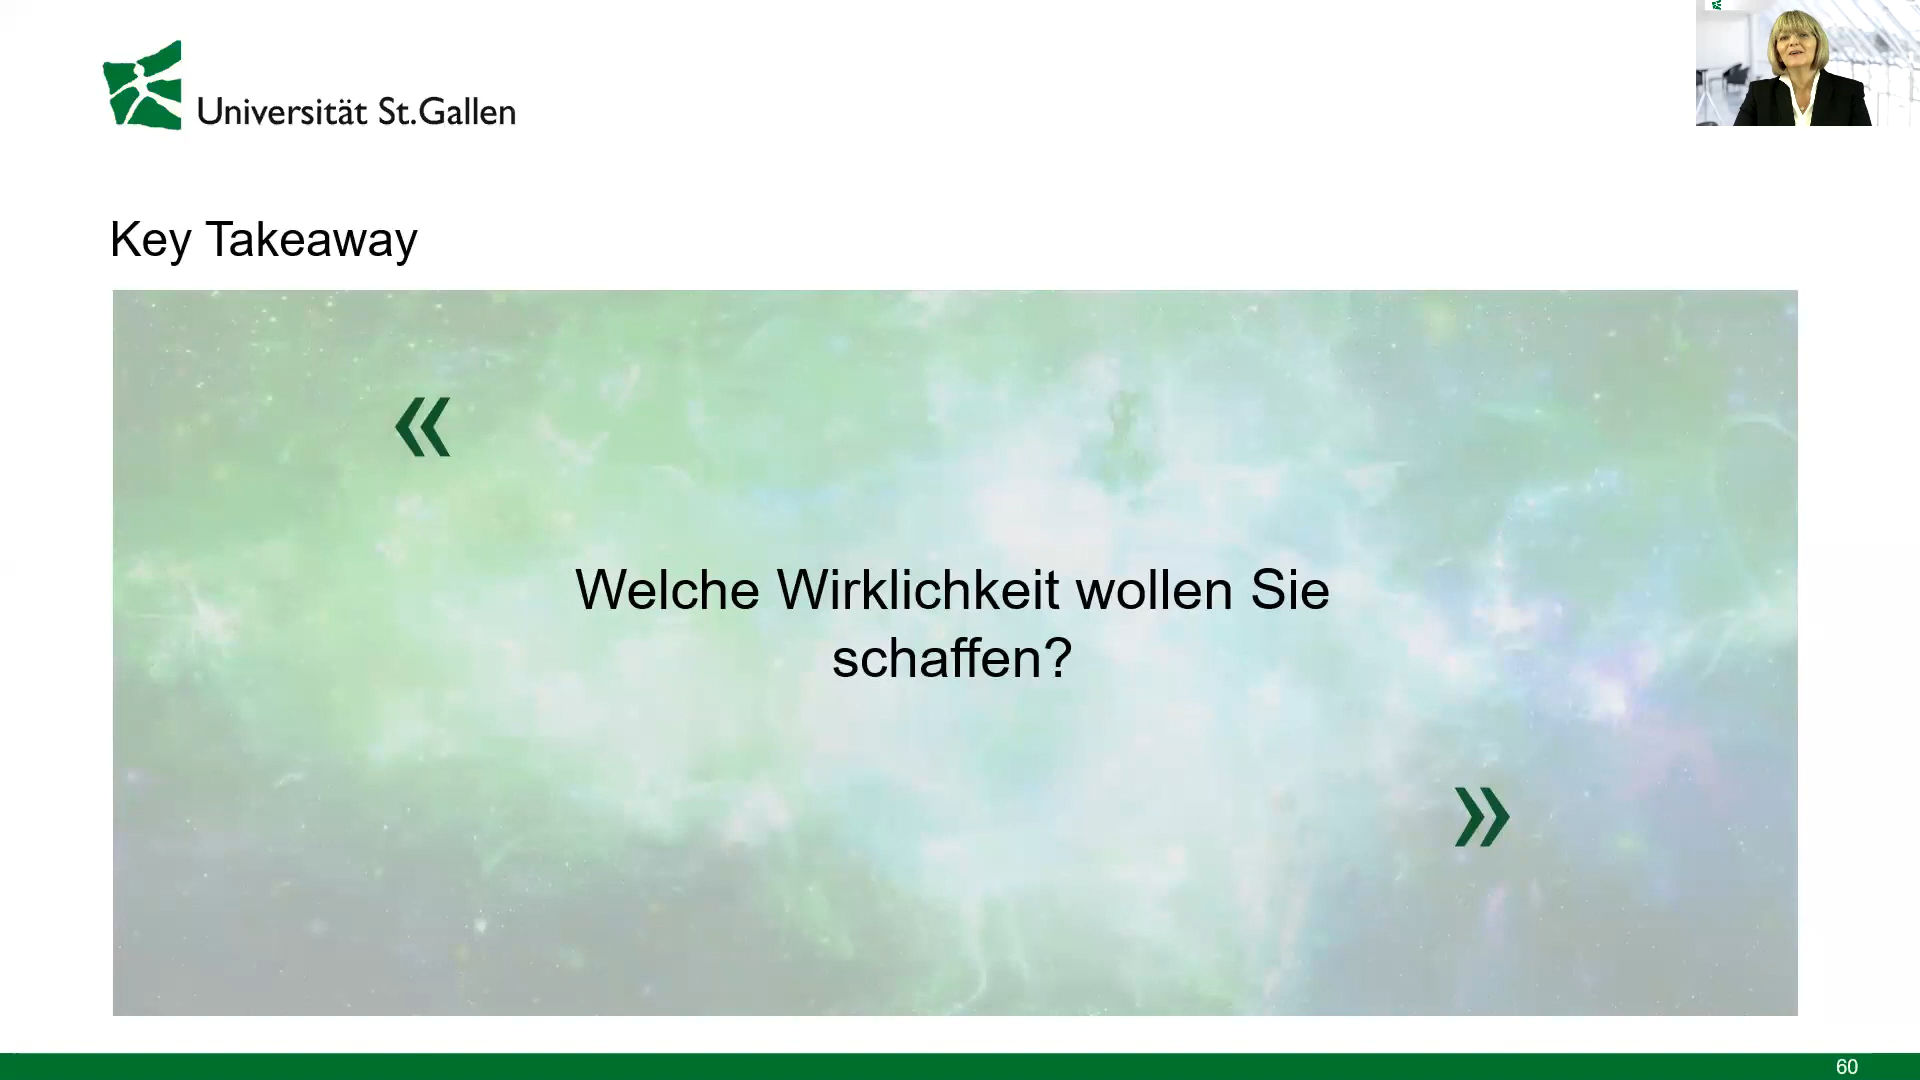 Universität St.Gallen
Key Takeaway
«
Welche Wirklichkeit wollen Sie
schaffen?
»
60